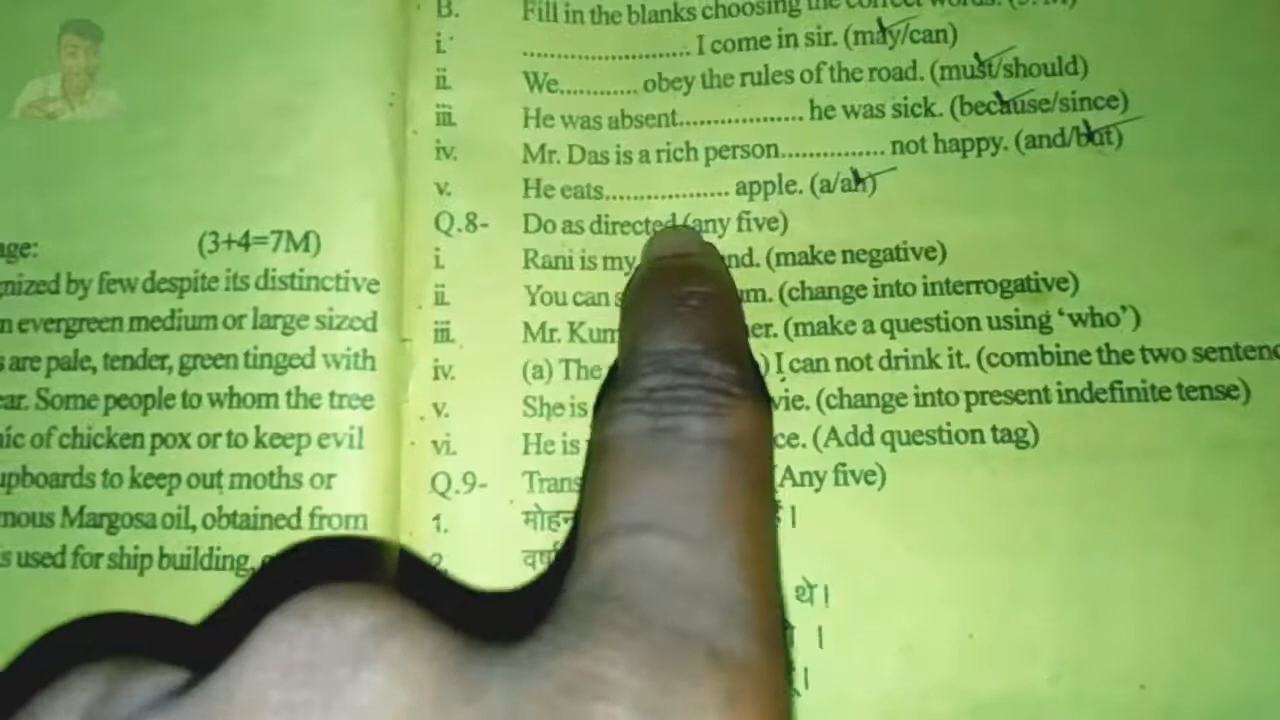 age: (3+4=7M)
nized by few despite its distinctive
n evergreen medium or large sized
s are pale, tender, green tinged with
ear. Some people to whom the tree
ic of chicken pox or to keep evil
upboards to keep out moths or
nous Margosa oil, obtained from
s used for ship building,
B. Fill in the blanks choosing the correct words.
i. ........................ I come in sir. (may/can)
ii. We........... obey the rules of the road. (must/should)
iii. He was absent.................. he was sick. (because/since)
iv. Mr. Das is a rich person............... not happy. (and/but)
v. He eats.................. apple. (a/an)
Q.8- Do as directed (any five)
i. Rani is my nd. (make negative)
ii. You can s m. (change into interrogative)
iii. Mr. Kum er. (make a question using ‘who’)
iv. (a) The ) I can not drink it. (combine the two sentenc
v. She is vie. (change into present indefinite tense)
vi. He is ce. (Add question tag)
Q.9- Trans (Any five)
1. मोहन ।
2. वर्षा
थे।
।
।